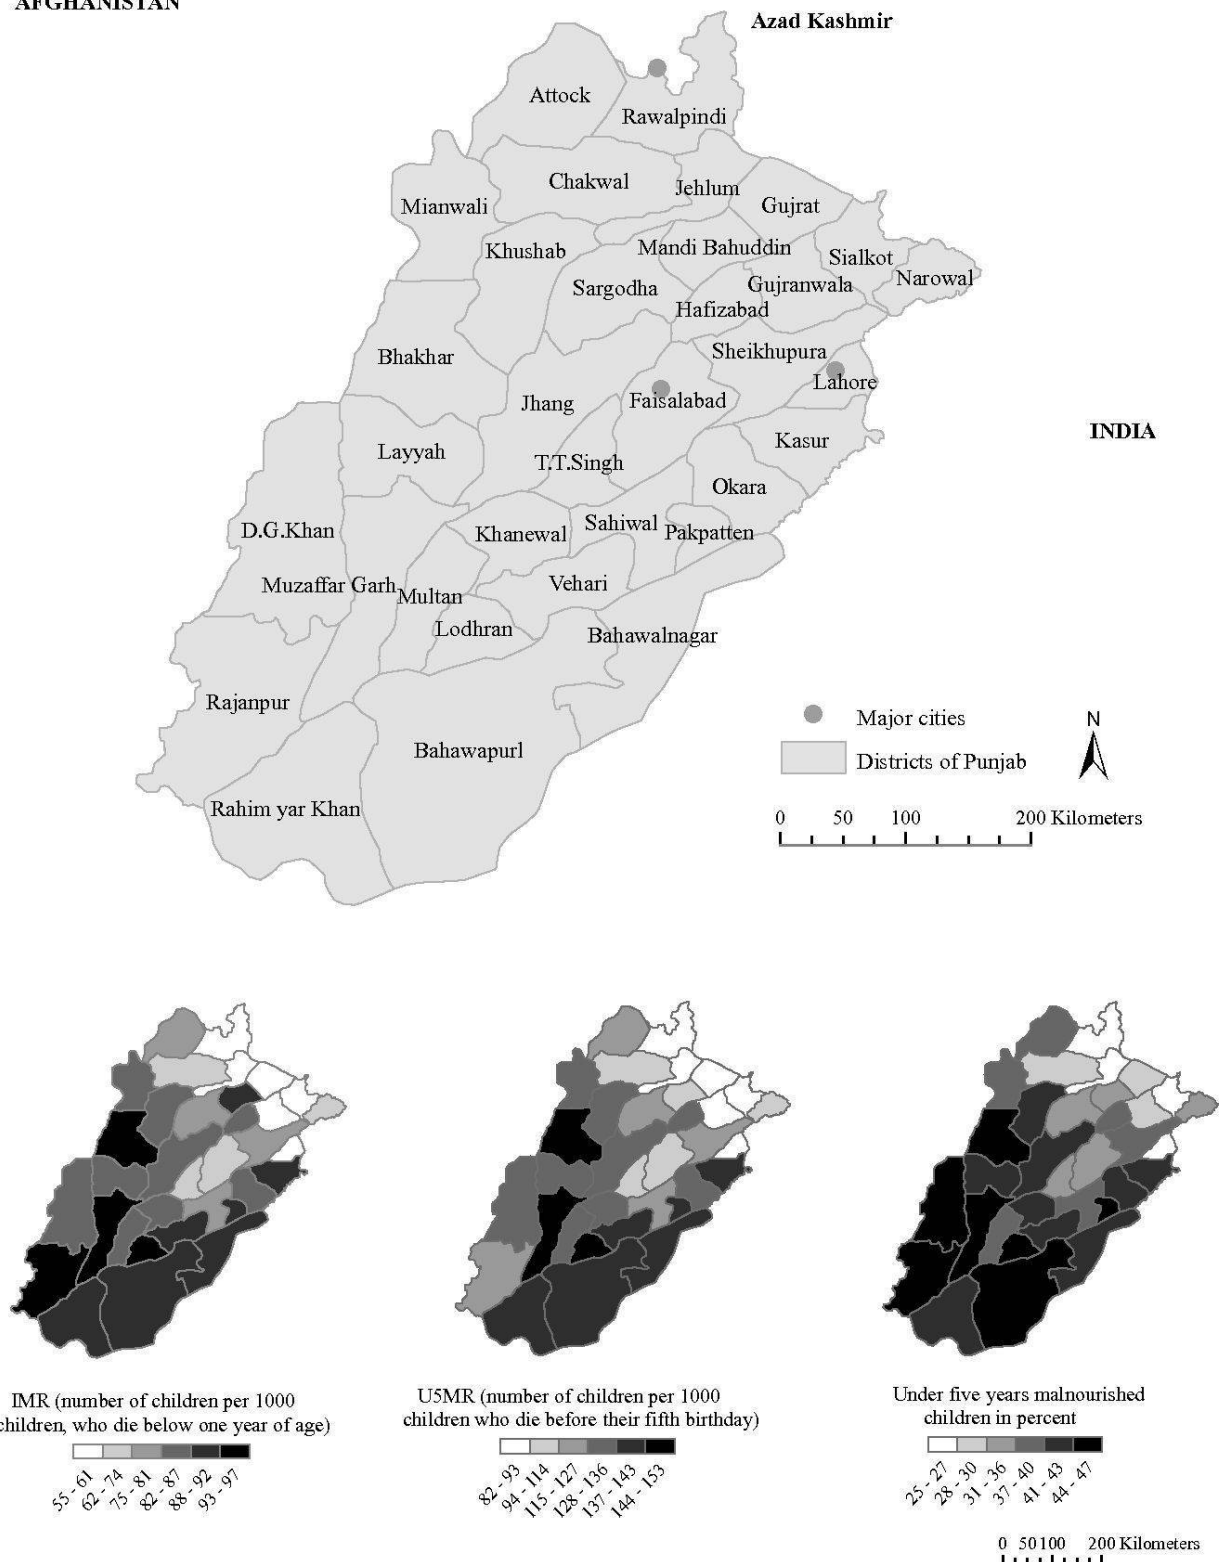 AFGHANISTAN
Azad Kashmir
Attock
Rawalpindi
Chakwal
Jehlum
Mianwali
Gujrat
Khushab
Mandi Bahuddin
Sialkot
Narowal
Sargodha
Gujranwala
Hafizabad
Bhakhar
Sheikhupura
Lahore
Jhang
Faisalabad
INDIA
Kasur
Layyah
T.T.Singh
Okara
D.G.Khan
Khanewal
Sahiwal
Pakpatten
Muzaffar Garh
Multan
Vehari
Lodhran
Bahawalnagar
Rajanpur
Bahawapurl
Rahim yar Khan
Major cities
N
Districts of Punjab
0 50 100 200 Kilometers
IMR (number of children per 1000
children, who die below one year of age)
55 - 61
62 - 74
75 - 81
82 - 87
88 - 92
93 - 97
U5MR (number of children per 1000
children who die before their fifth birthday)
82 - 93
94 - 114
115 - 127
128 - 136
137 - 143
144 - 153
Under five years malnourished
children in percent
25 - 27
28 - 30
31 - 36
37 - 40
41 - 43
44 - 47
0 50 100 200 Kilometers